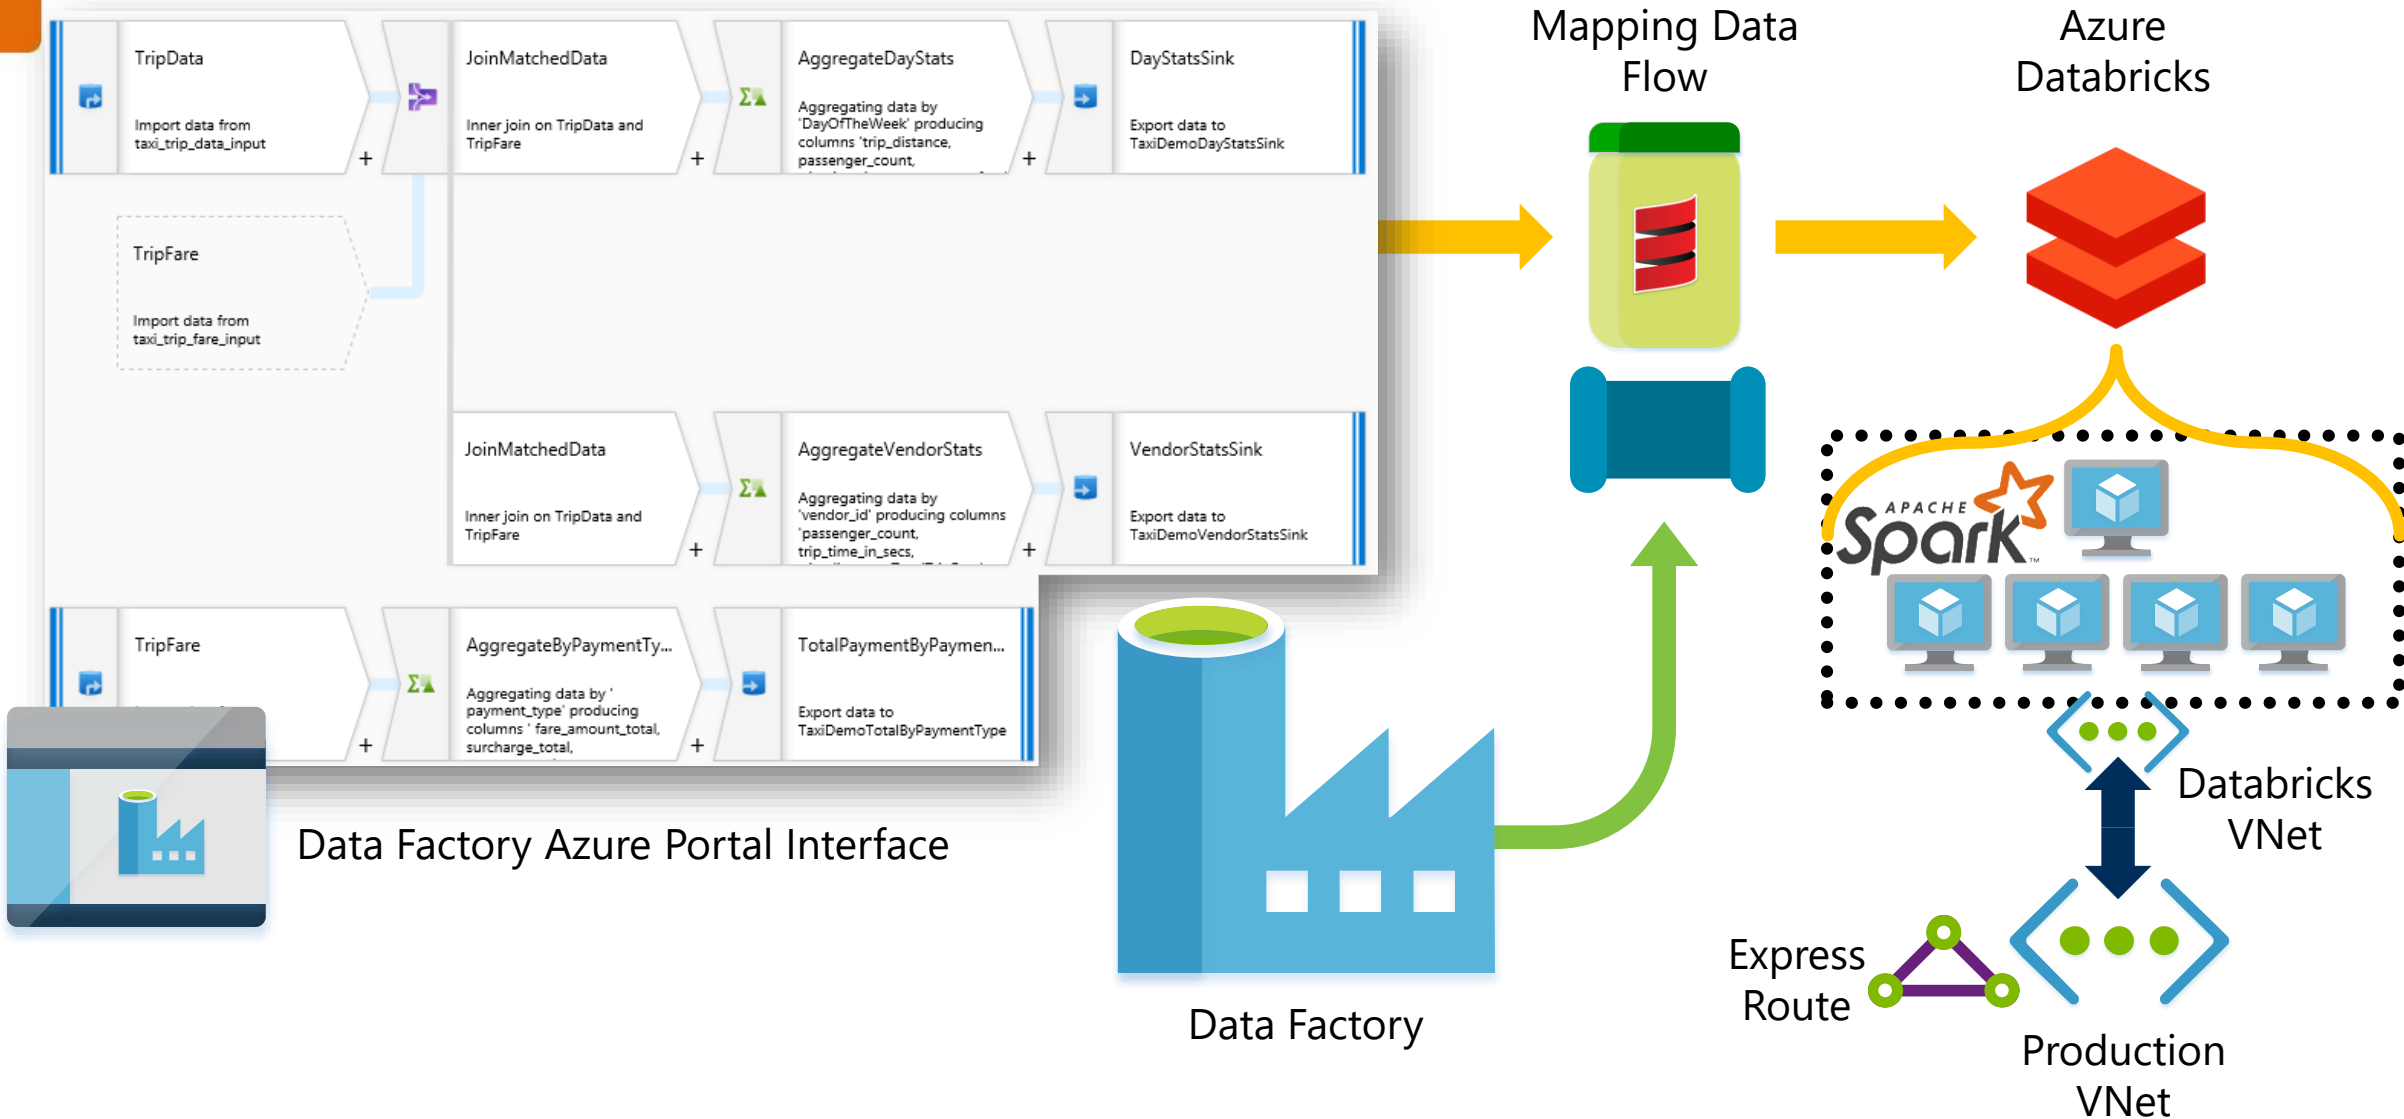 TripData
Import data from
taxi_trip_data_input
+
JoinMatchedData
Inner join on TripData and
TripFare
+
AggregateDayStats
Aggregating data by
'DayOfTheWeek' producing
columns 'trip_distance,
passenger_count,
+
DayStatsSink
Export data to
TaxiDemoDayStatsSink
TripFare
Import data from
taxi_trip_fare_input
JoinMatchedData
Inner join on TripData and
TripFare
+
AggregateVendorStats
Aggregating data by
'vendor_id' producing columns
'passenger_count,
trip_time_in_secs,
+
VendorStatsSink
Export data to
TaxiDemoVendorStatsSink
TripFare
+
AggregateByPaymentTy...
Aggregating data by '
payment_type' producing
columns ' fare_amount_total,
surcharge_total,
+
TotalPaymentByPaymen...
Export data to
TaxiDemoTotalByPaymentType
Data Factory Azure Portal Interface
Mapping Data
Flow
Azure
Databricks
APACHE
Spark
TM
Data Factory
Databricks
VNet
Express
Route
Production
VNet